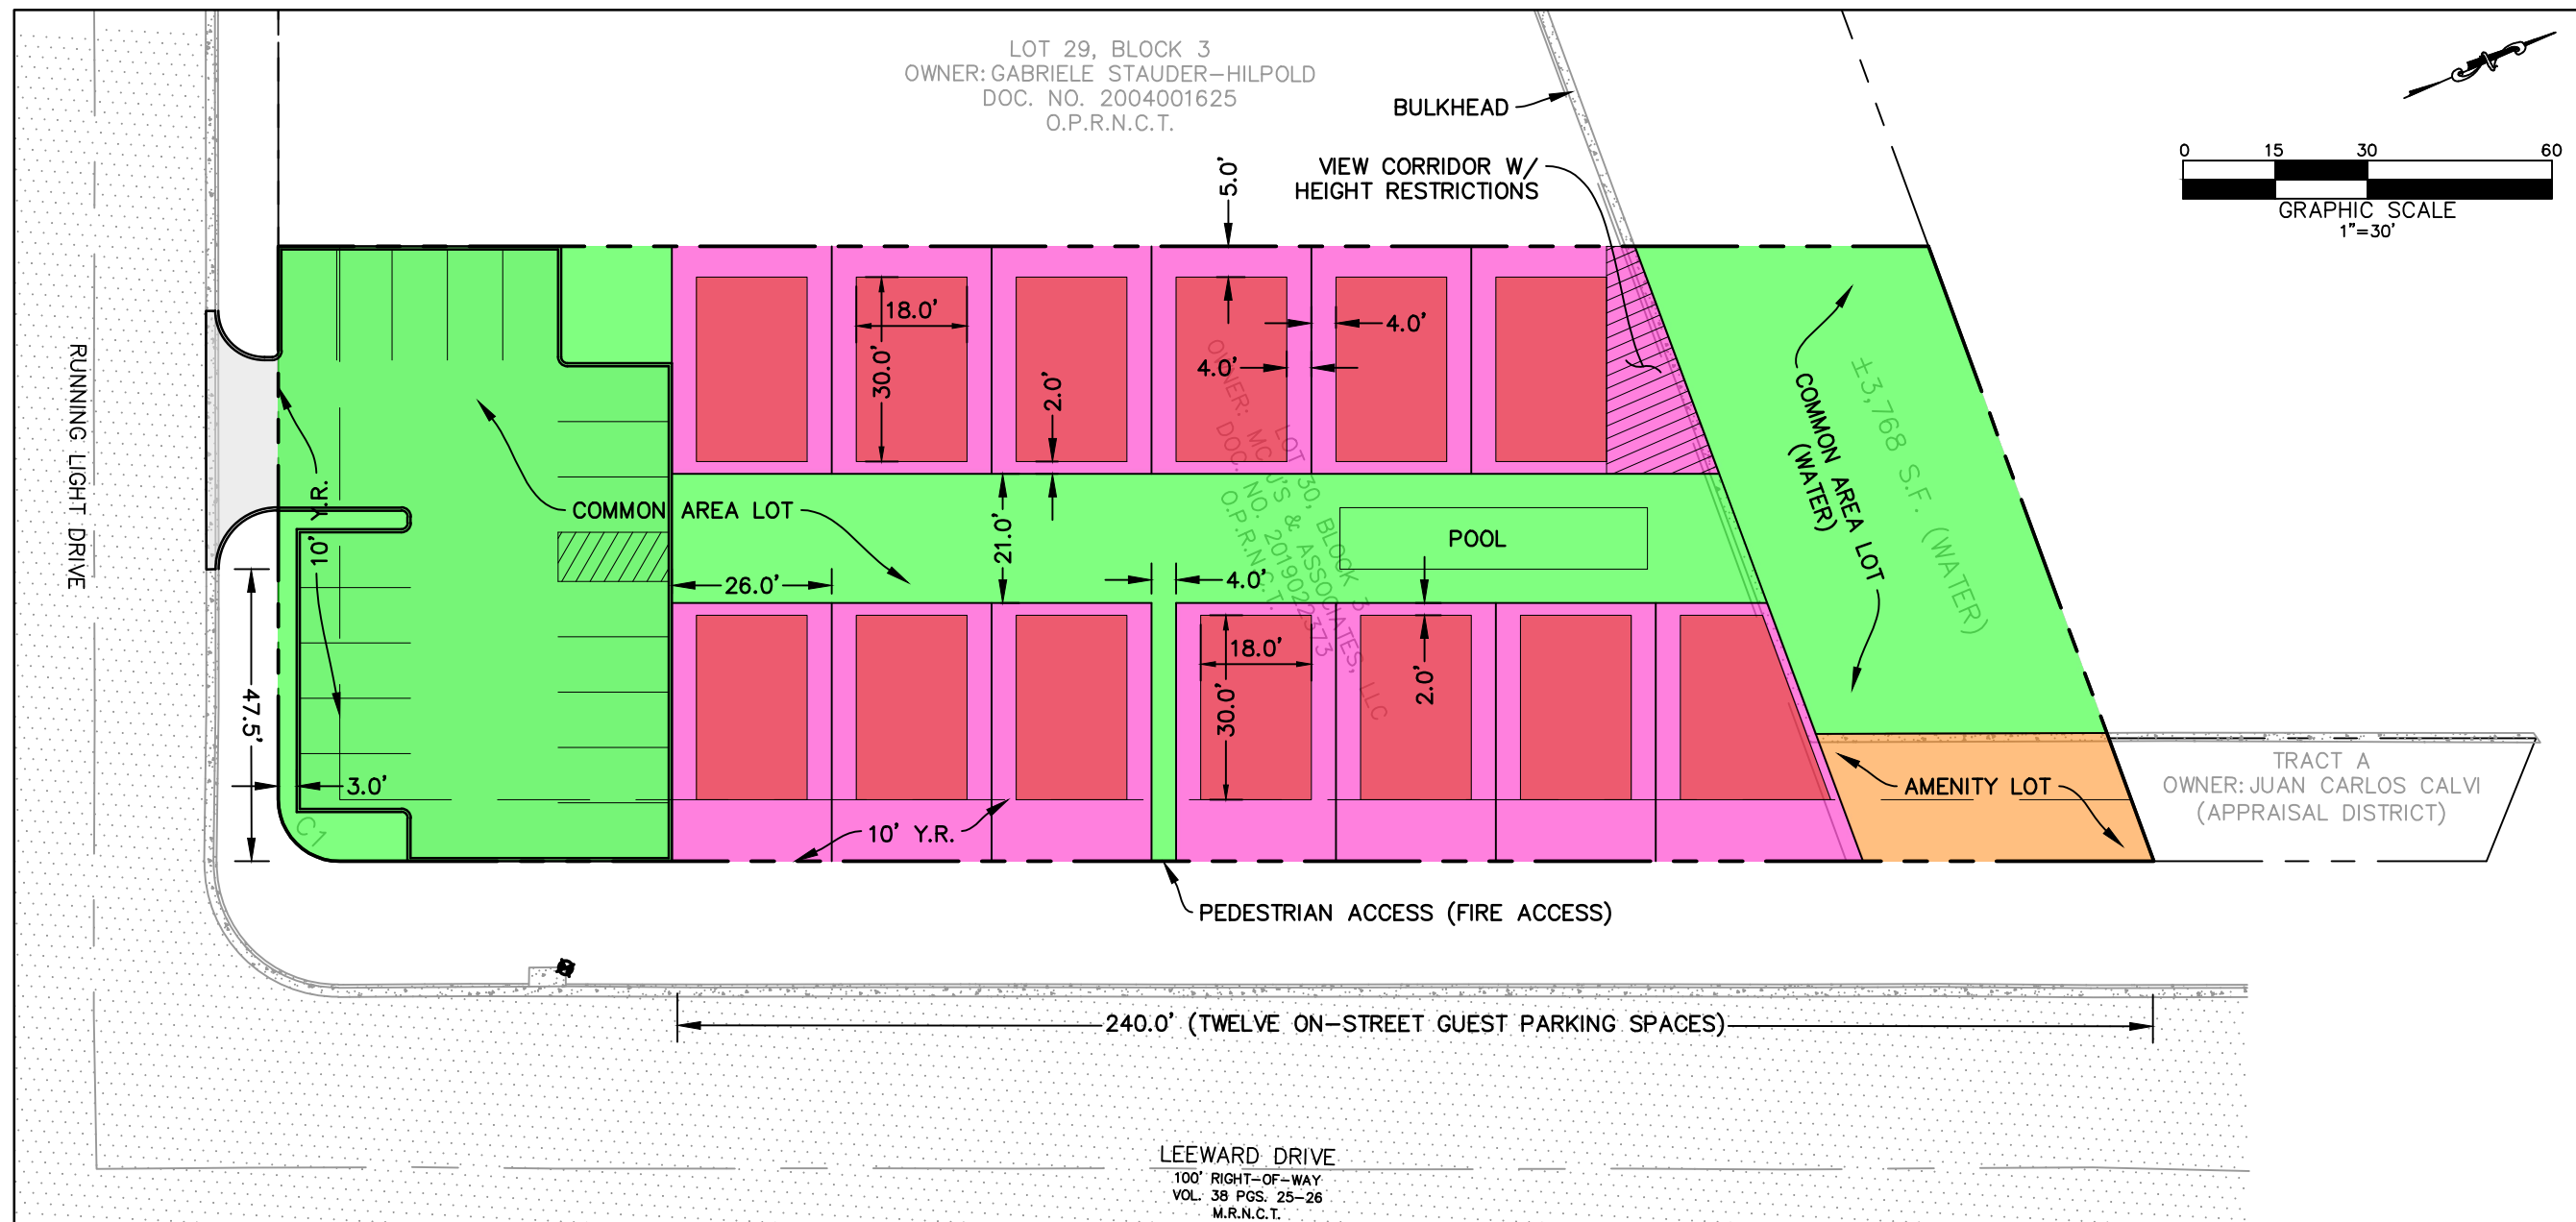 LOT 29, BLOCK 3
OWNER: GABRIELE STAUDER-HILPOLD
DOC. NO. 2004001625
O.P.R.N.C.T.
BULKHEAD
VIEW CORRIDOR W/
HEIGHT RESTRICTIONS
0 15 30 60
GRAPHIC SCALE
1"=30'
5.0'
18.0'
30.0'
2.0'
4.0'
4.0'
RUNNING LIGHT DRIVE
10' Y.R.
COMMON AREA LOT
21.0'
26.0'
4.0'
POOL
LOT 30, BLOCK 3
OWNER: MC J'S & ASSOCIATES, LLC
DOC. NO. 2019022373
O.P.R.N.C.T.
COMMON AREA LOT
(WATER)
±3,768 S.F. (WATER)
47.5'
3.0'
C1
18.0'
30.0'
2.0'
10' Y.R.
AMENITY LOT
TRACT A
OWNER: JUAN CARLOS CALVI
(APPRAISAL DISTRICT)
PEDESTRIAN ACCESS (FIRE ACCESS)
240.0' (TWELVE ON-STREET GUEST PARKING SPACES)
LEEWARD DRIVE
100' RIGHT-OF-WAY
VOL. 38 PGS. 25-26
M.R.N.C.T.